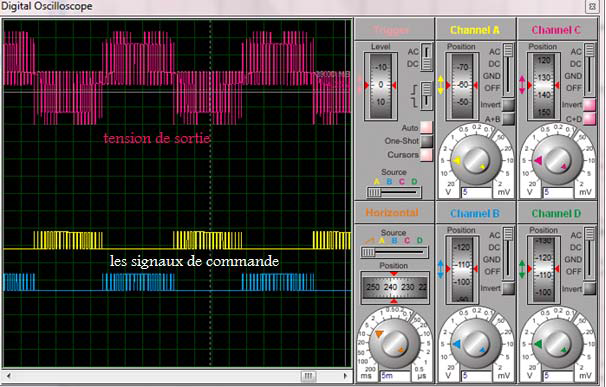 Digital Oscilloscope
tension de sortie
les signaux de commande
Trigger
Level
-10
0
10
AC
DC
Auto
One-Shot
Cursors
Source
A B C D
Channel A
Position
-70
-60
-50
AC
DC
GND
OFF
Invert
A+B
V 5 mV
Channel C
Position
120
130
140
150
AC
DC
GND
OFF
Invert
C+D
V 5 mV
Horizontal
Source
A B C D
Position
250 240 230 22
ms 5m µs
Channel B
Position
-120
-110
-100
-90
AC
DC
GND
OFF
Invert
V 5 mV
Channel D
Position
-130
-120
-110
-100
AC
DC
GND
OFF
Invert
V 5 mV